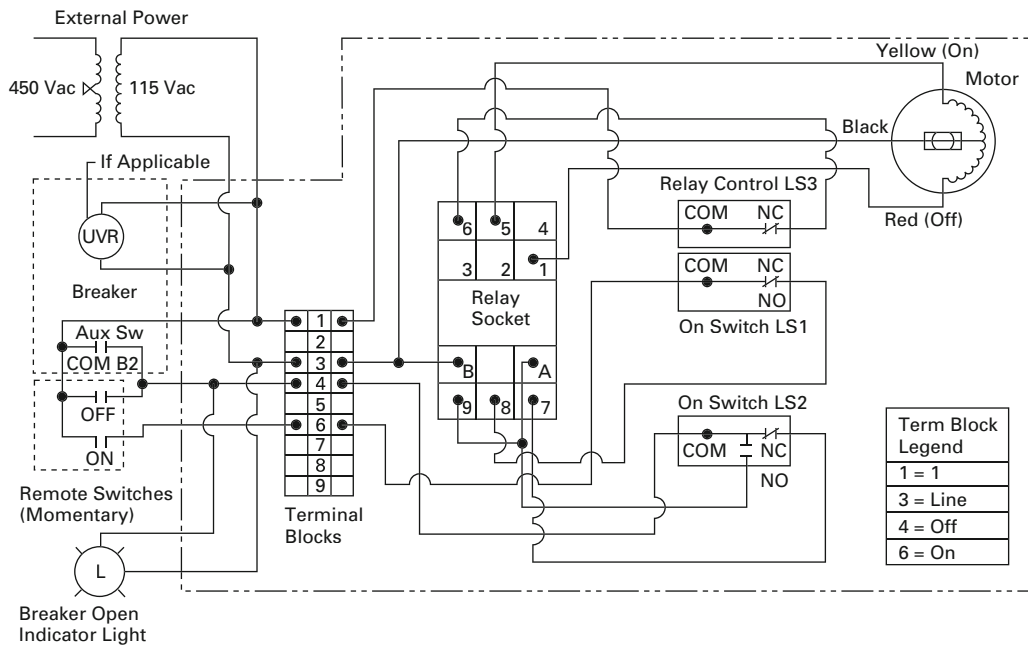 External Power
450 Vac
115 Vac
If Applicable
UVR
Breaker
Aux Sw
COM B2
OFF
ON
Remote Switches
(Momentary)
L
Breaker Open
Indicator Light
1
2
3
4
5
6
7
8
9
Terminal
Blocks
6 5 4
3 2 1
Relay
Socket
B A
9 8 7
Yellow (On)
Motor
Black
Red (Off)
Relay Control LS3
COM NC
COM NC
NO
On Switch LS1
On Switch LS2
COM NC
NO
Term Block
Legend
1 = 1
3 = Line
4 = Off
6 = On